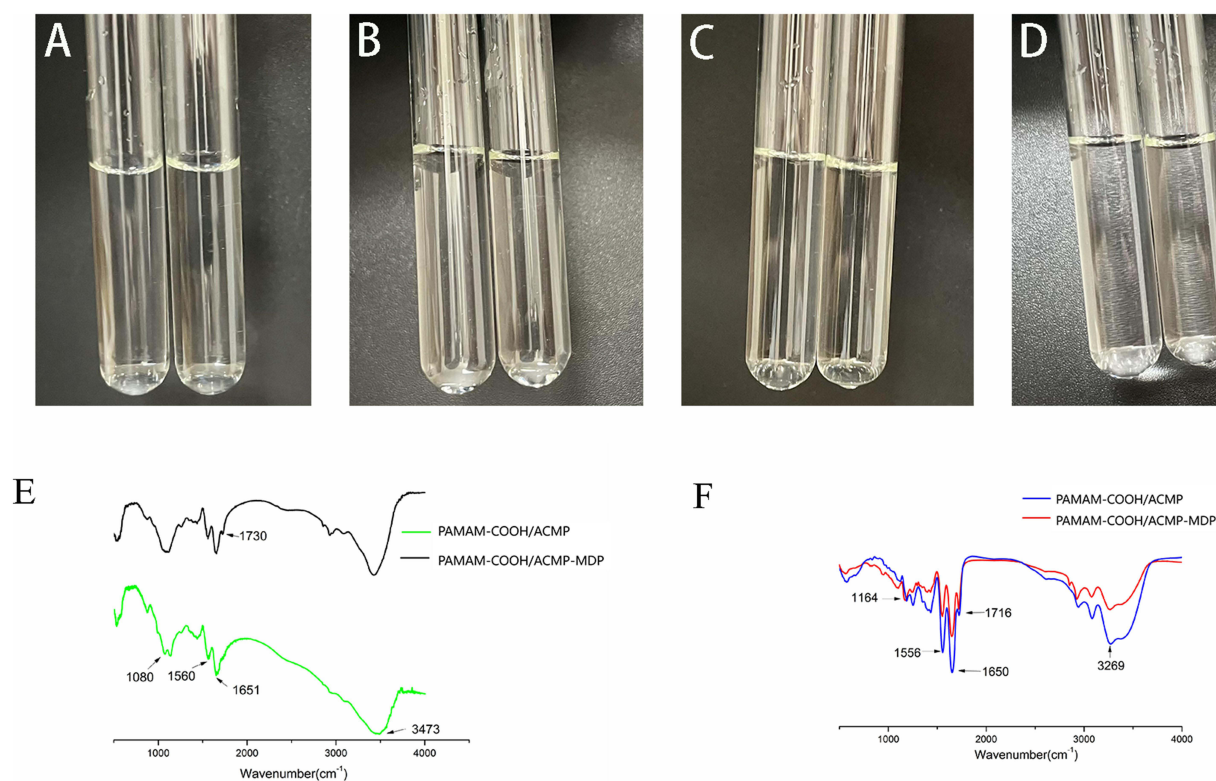 A
B
C
D
E
PAMAM-COOH/ACMP
PAMAM-COOH/ACMP-MDP
1730
1080
1560
1651
3473
1000
2000
3000
4000
Wavenumber(cm-1)
F
PAMAM-COOH/ACMP
PAMAM-COOH/ACMP-MDP
1164
1716
1556
1650
3269
1000
2000
3000
4000
Wavenumber(cm-1)